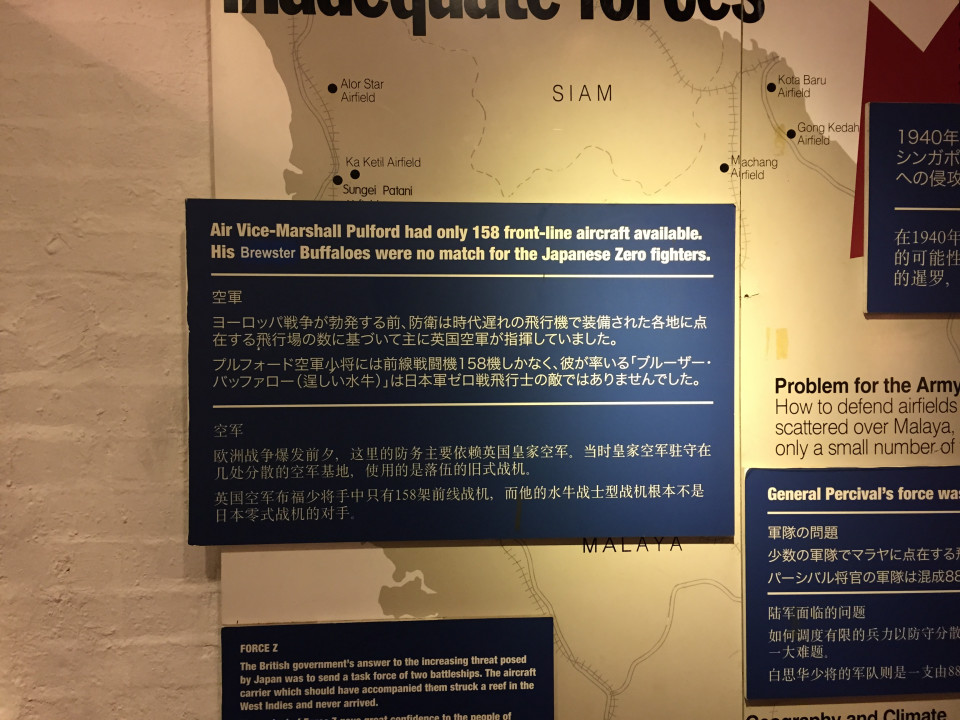 Inadequate forces
SIAM
Alor Star
Airfield
Kota Baru
Airfield
Gong Kedah
Airfield
Ka Ketil Airfield
Machang
Airfield
Sungei Patani
Air Vice-Marshall Pulford had only 158 front-line aircraft available.
His Brewster Buffaloes were no match for the Japanese Zero fighters.
空軍
ヨーロッパ戦争が勃発する前、防衛は時代遅れの飛行機で装備された各地に点
在する飛行場の数に基づいて主に英国空軍が指揮していました。
プルフォード空軍小将には前線戦闘機158機しかなく、彼が率いる「ブルーザー・
バッファロー(逞しい水牛)」は日本軍ゼロ戦飛行士の敵ではありませんでした。
空军
欧洲战争爆发前夕，这里的防务主要依赖英国皇家空军。当时皇家空军驻守在
几处分散的空军基地，使用的是落伍的旧式战机。
英国空军布福少将手中只有158架前线战机，而他的水牛战士型战机根本不是
日本零式战机的对手。
1940年
シンガポ
への侵攻
在1940年
的可能性
的暹罗，
Problem for the Army
How to defend airfields
scattered over Malaya,
only a small number of
General Percival's force was
軍隊の問題
少数の軍隊でマラヤに点在する飛
パーシバル将官の軍隊は混成88
陆军面临的问题
如何调度有限的兵力以防守分散
一大难题。
白思华少将的军队则是一支由88
Geography and Climate
MALAYA
FORCE Z
The British government's answer to the increasing threat posed
by Japan was to send a task force of two battleships. The aircraft
carrier which should have accompanied them struck a reef in the
West Indies and never arrived.
great confidence to the people of